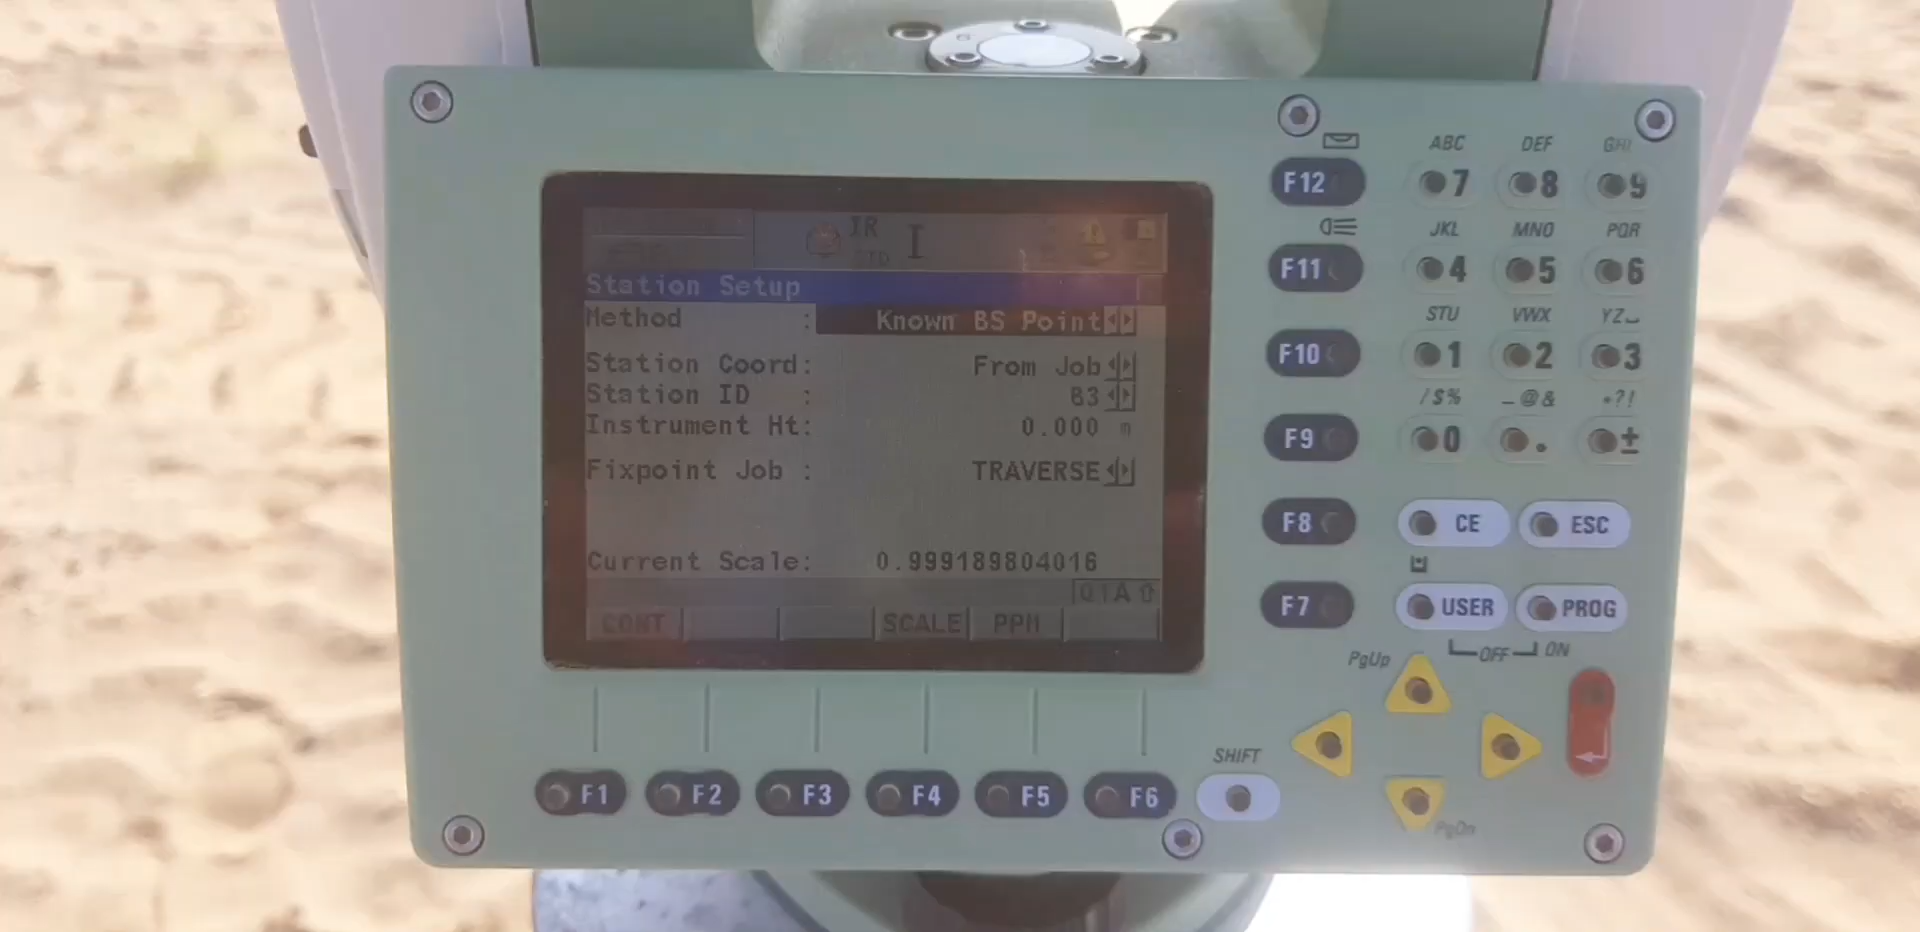 IR
STD I
Station Setup
Method : Known BS Point
Station Coord: From Job
Station ID : B3
Instrument Ht: 0.000 m
Fixpoint Job : TRAVERSE
Current Scale: 0.999189804016
Q1A⇧
CONT SCALE PPM
F1 F2 F3 F4 F5 F6
SHIFT
F12
F11
F10
F9
F8
F7
ABC DEF GHI
7 8 9
JKL MNO PQR
4 5 6
STU VWX YZ⎵
1 2 3
/$% _@& *?!
0 . ±
CE ESC
USER PROG
OFF ON
PgUp
PgDn